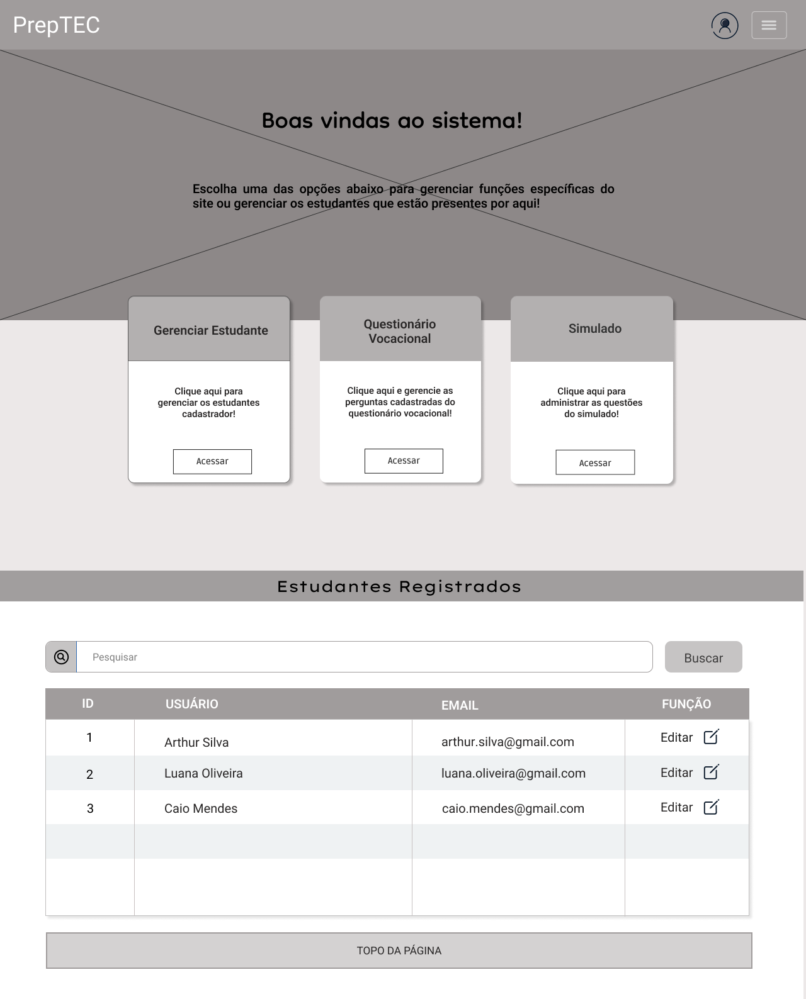 PrepTEC
Boas vindas ao sistema!
Escolha uma das opções abaixo para gerenciar funções específicas do
site ou gerenciar os estudantes que estão presentes por aqui!
Gerenciar Estudante
Clique aqui para
gerenciar os estudantes
cadastrador!
Acessar
Questionário
Vocacional
Clique aqui e gerencie as
perguntas cadastradas do
questionário vocacional!
Acessar
Simulado
Clique aqui para
administrar as questões
do simulado!
Acessar
Estudantes Registrados
Pesquisar
Buscar
ID USUÁRIO EMAIL FUNÇÃO
1 Arthur Silva arthur.silva@gmail.com Editar
2 Luana Oliveira luana.oliveira@gmail.com Editar
3 Caio Mendes caio.mendes@gmail.com Editar
TOPO DA PÁGINA